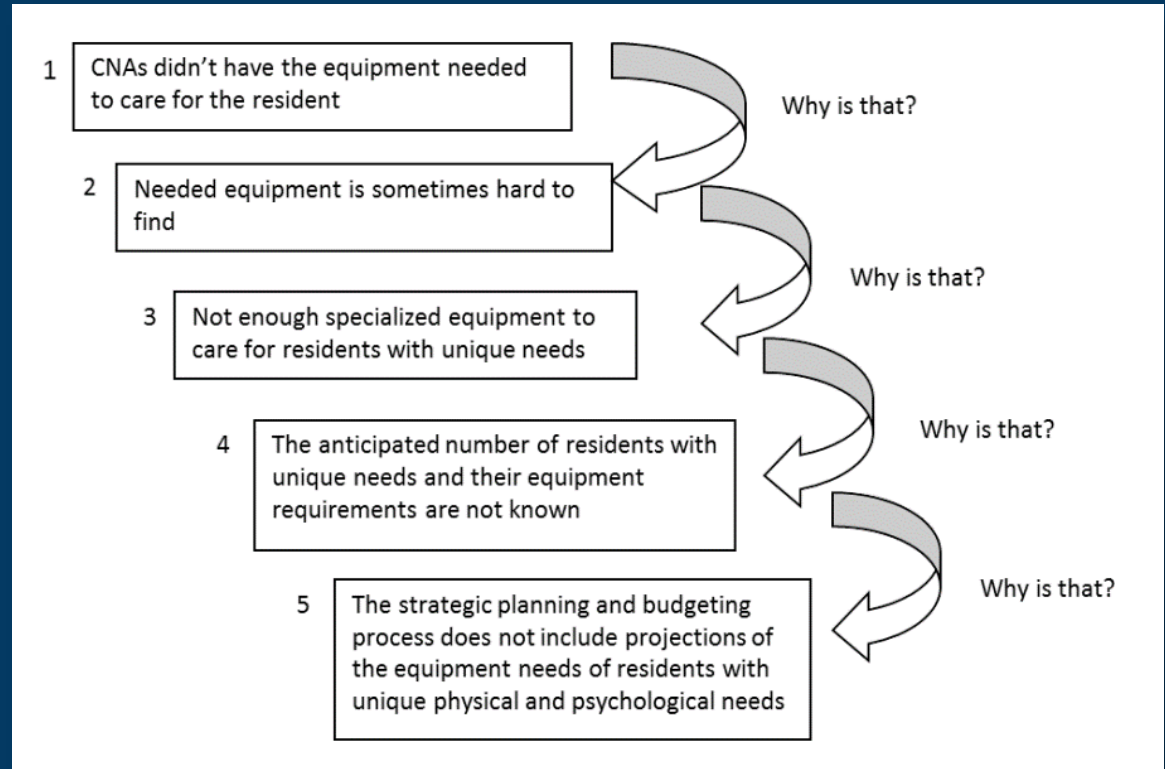 1
CNAs didn’t have the equipment needed
to care for the resident
Why is that?
2
Needed equipment is sometimes hard to
find
Why is that?
3
Not enough specialized equipment to
care for residents with unique needs
Why is that?
4
The anticipated number of residents with
unique needs and their equipment
requirements are not known
Why is that?
5
The strategic planning and budgeting
process does not include projections of
the equipment needs of residents with
unique physical and psychological needs